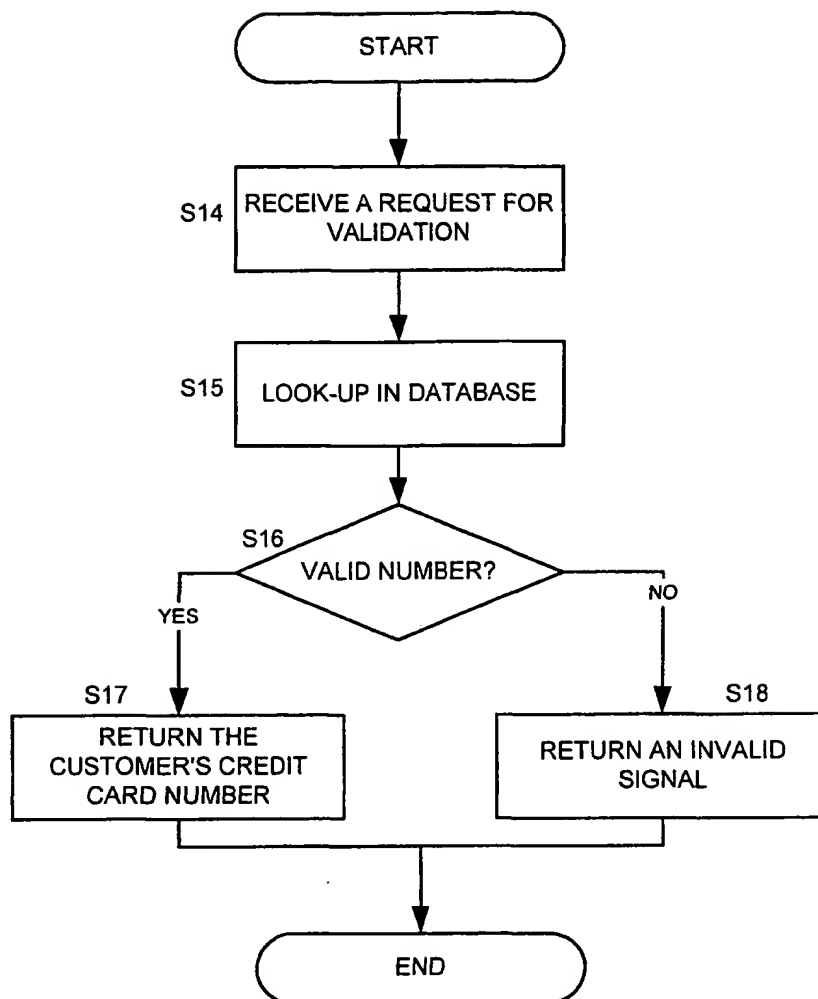 START
S14
RECEIVE A REQUEST FOR
VALIDATION
S15
LOOK-UP IN DATABASE
S16
VALID NUMBER?
YES
NO
S17
RETURN THE
CUSTOMER'S CREDIT
CARD NUMBER
S18
RETURN AN INVALID
SIGNAL
END